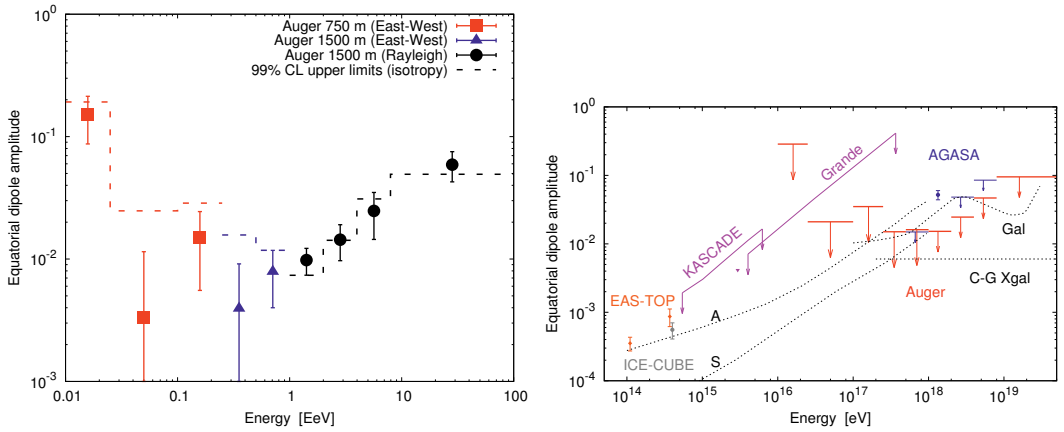 Auger 750 m (East-West)
Auger 1500 m (East-West)
Auger 1500 m (Rayleigh)
99% CL upper limits (isotropy)
10^0
10^-1
10^-2
10^-3
Equatorial dipole amplitude
0.01 0.1 1 10 100
Energy [EeV]
10^0
10^-1
10^-2
10^-3
10^-4
Equatorial dipole amplitude
Grande
AGASA
KASCADE
Gal
C-G Xgal
EAS-TOP
Auger
A
ICE-CUBE
S
10^14 10^15 10^16 10^17 10^18 10^19
Energy [eV]